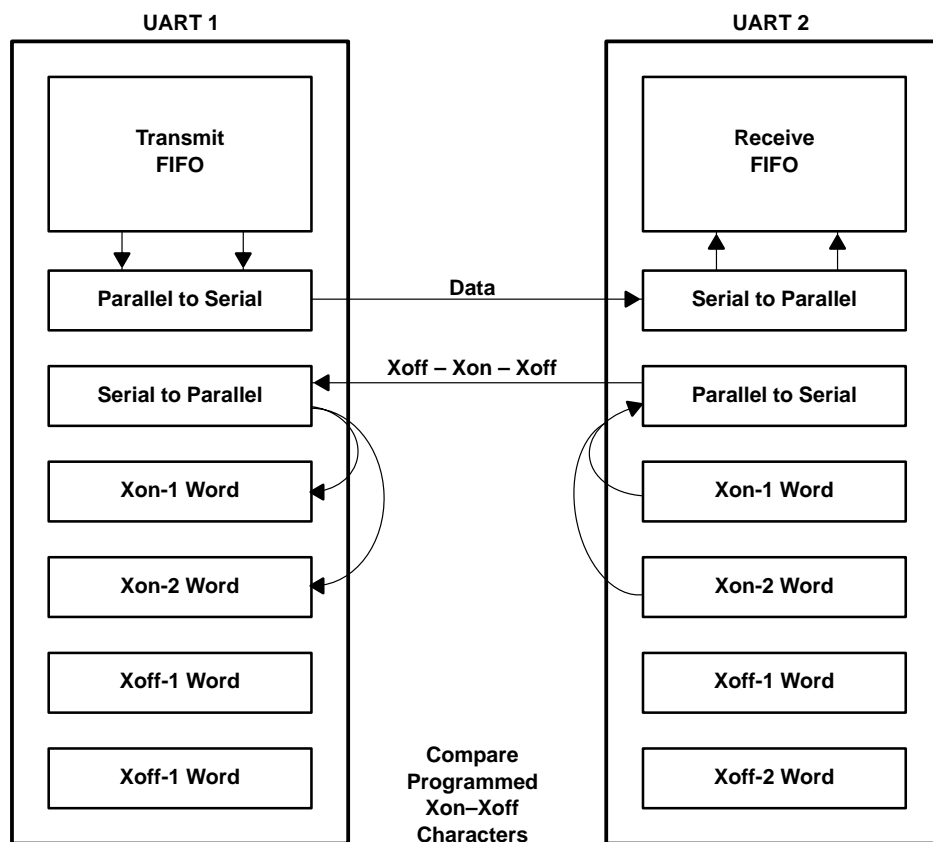 UART 1
UART 2
Transmit
FIFO
Receive
FIFO
Parallel to Serial
Data
Serial to Parallel
Xoff – Xon – Xoff
Serial to Parallel
Parallel to Serial
Xon-1 Word
Xon-1 Word
Xon-2 Word
Xon-2 Word
Xoff-1 Word
Xoff-1 Word
Xoff-1 Word
Compare
Programmed
Xon–Xoff
Characters
Xoff-2 Word